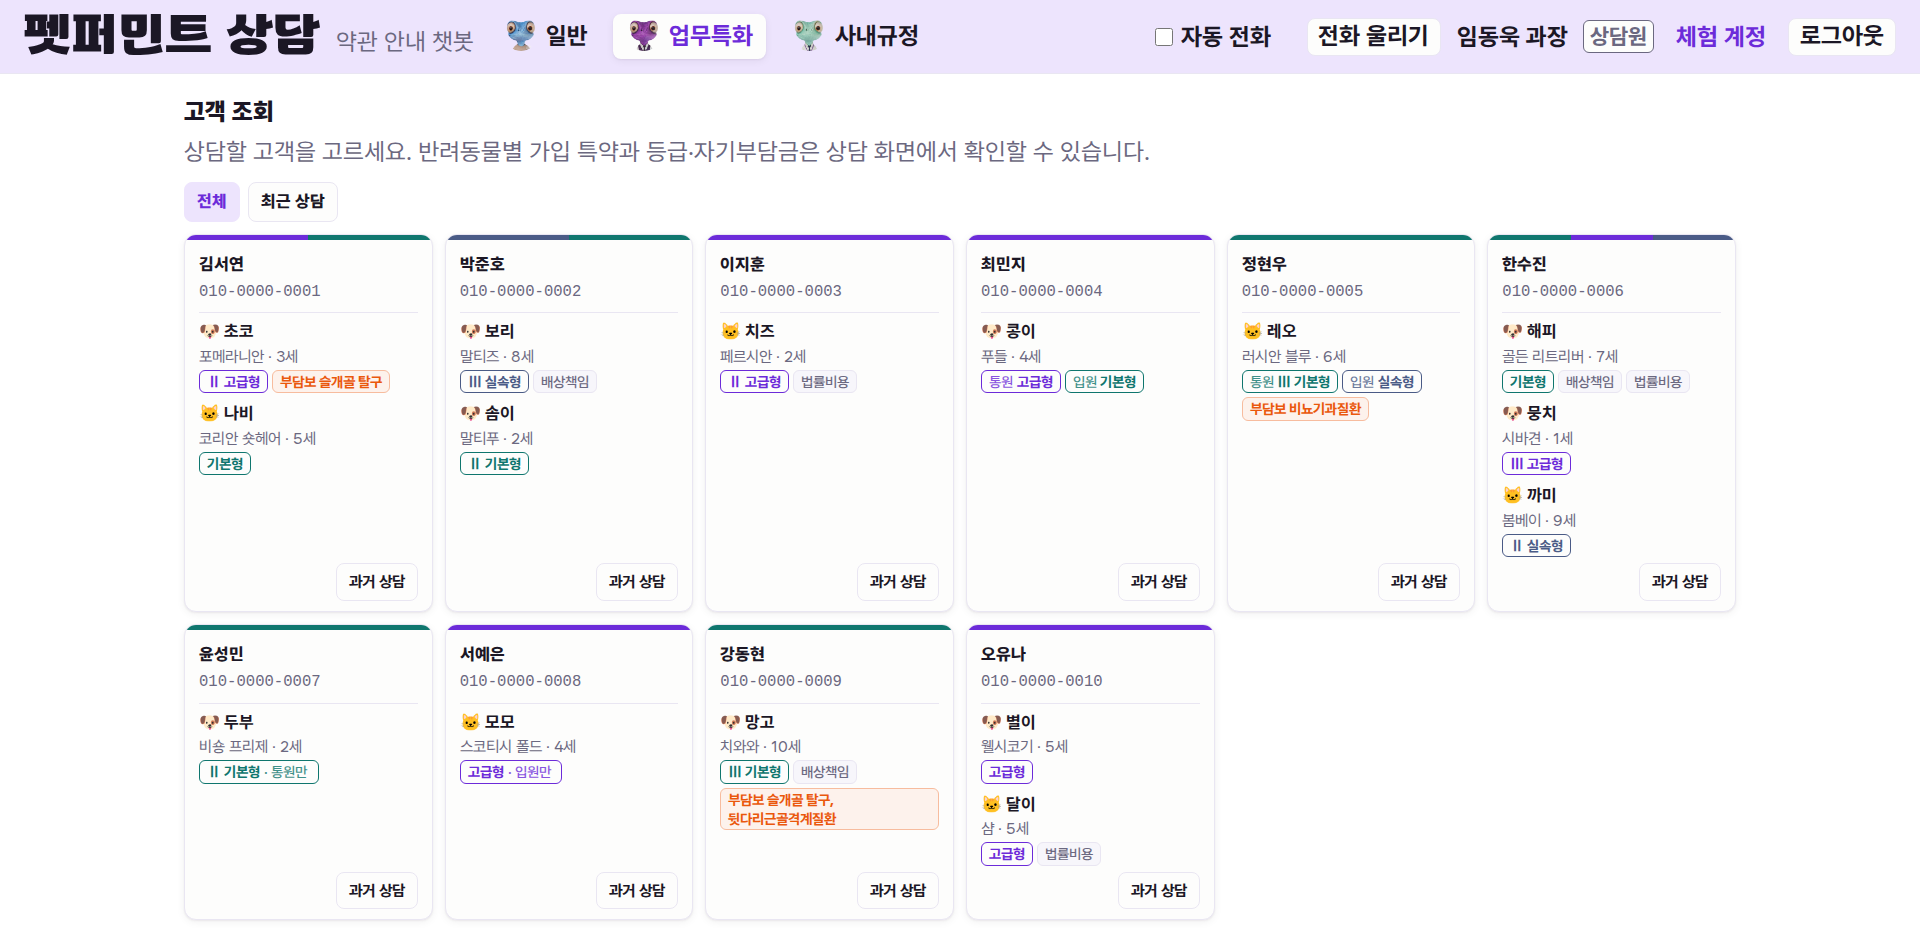 펫퍼민트 상담 약관 안내 챗봇 일반 업무특화 사내규정 자동 전화 전화 울리기 임동욱 과장 상담원 체험 계정 로그아웃
고객 조회
상담할 고객을 고르세요. 반려동물별 가입 특약과 등급·자기부담금은 상담 화면에서 확인할 수 있습니다.
전체 최근 상담
김서연
010-0000-0001
초코
포메라니안 · 3세
II 고급형 부담보 슬개골 탈구
나비
코리안 숏헤어 · 5세
기본형
과거 상담
박준호
010-0000-0002
보리
말티즈 · 8세
III 실속형 배상책임
솜이
말티푸 · 2세
II 기본형
과거 상담
이지훈
010-0000-0003
치즈
페르시안 · 2세
II 고급형 법률비용
과거 상담
최민지
010-0000-0004
콩이
푸들 · 4세
통원 고급형 입원 기본형
과거 상담
정현우
010-0000-0005
레오
러시안 블루 · 6세
통원 III 기본형 입원 실속형
부담보 비뇨기과질환
과거 상담
한수진
010-0000-0006
해피
골든 리트리버 · 7세
기본형 배상책임 법률비용
뭉치
시바견 · 1세
III 고급형
까미
봄베이 · 9세
II 실속형
과거 상담
윤성민
010-0000-0007
두부
비숑 프리제 · 2세
II 기본형 · 통원만
과거 상담
서예은
010-0000-0008
모모
스코티시 폴드 · 4세
고급형 · 입원만
과거 상담
강동현
010-0000-0009
망고
치와와 · 10세
III 기본형 배상책임
부담보 슬개골 탈구,
뒷다리근골격계질환
과거 상담
오유나
010-0000-0010
별이
웰시코기 · 5세
고급형
달이
샴 · 5세
고급형 법률비용
과거 상담